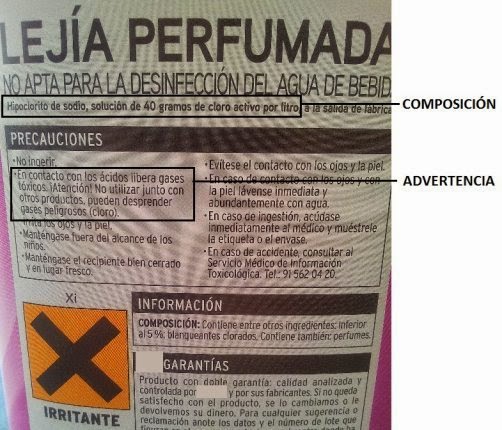 LEJÍA PERFUMADA
NO APTA PARA LA DESINFECCIÓN DEL AGUA DE BEBIDA
Hipoclorito de sodio, solución de 40 gramos de cloro activo por litro, a la salida de fábrica
COMPOSICIÓN
PRECAUCIONES
•No ingerir.
•En contacto con los ácidos libera gases
tóxicos. ¡Atención! No utilizar junto con
otros productos, pueden desprender
gases peligrosos (cloro).
•Irrita los ojos y la piel.
•Manténgase fuera del alcance de los
niños.
•Manténgase el recipiente bien cerrado
y en lugar fresco.
•Evítese el contacto con los ojos y la piel.
•En caso de contacto con los ojos y con
la piel lávense inmediata y
abundantemente con agua.
•En caso de ingestión, acúdase
inmediatamente al médico y muéstrele
la etiqueta o el envase.
•En caso de accidente, consultar al
Servicio Médico de Información
Toxicológica. Tel.: 91 562 04 20
ADVERTENCIA
Xi
IRRITANTE
INFORMACIÓN
COMPOSICIÓN: Contiene entre otros ingredientes: inferior
al 5%, blanqueantes clorados. Contiene también: perfumes.
GARANTÍAS
Producto con doble garantía: calidad analizada y
controlada por y por sus fabricantes. Si no queda
satisfecho con el producto, se lo cambiamos o le
devolvemos su dinero. Para cualquier sugerencia o
reclamación anote los datos y el número de lote que